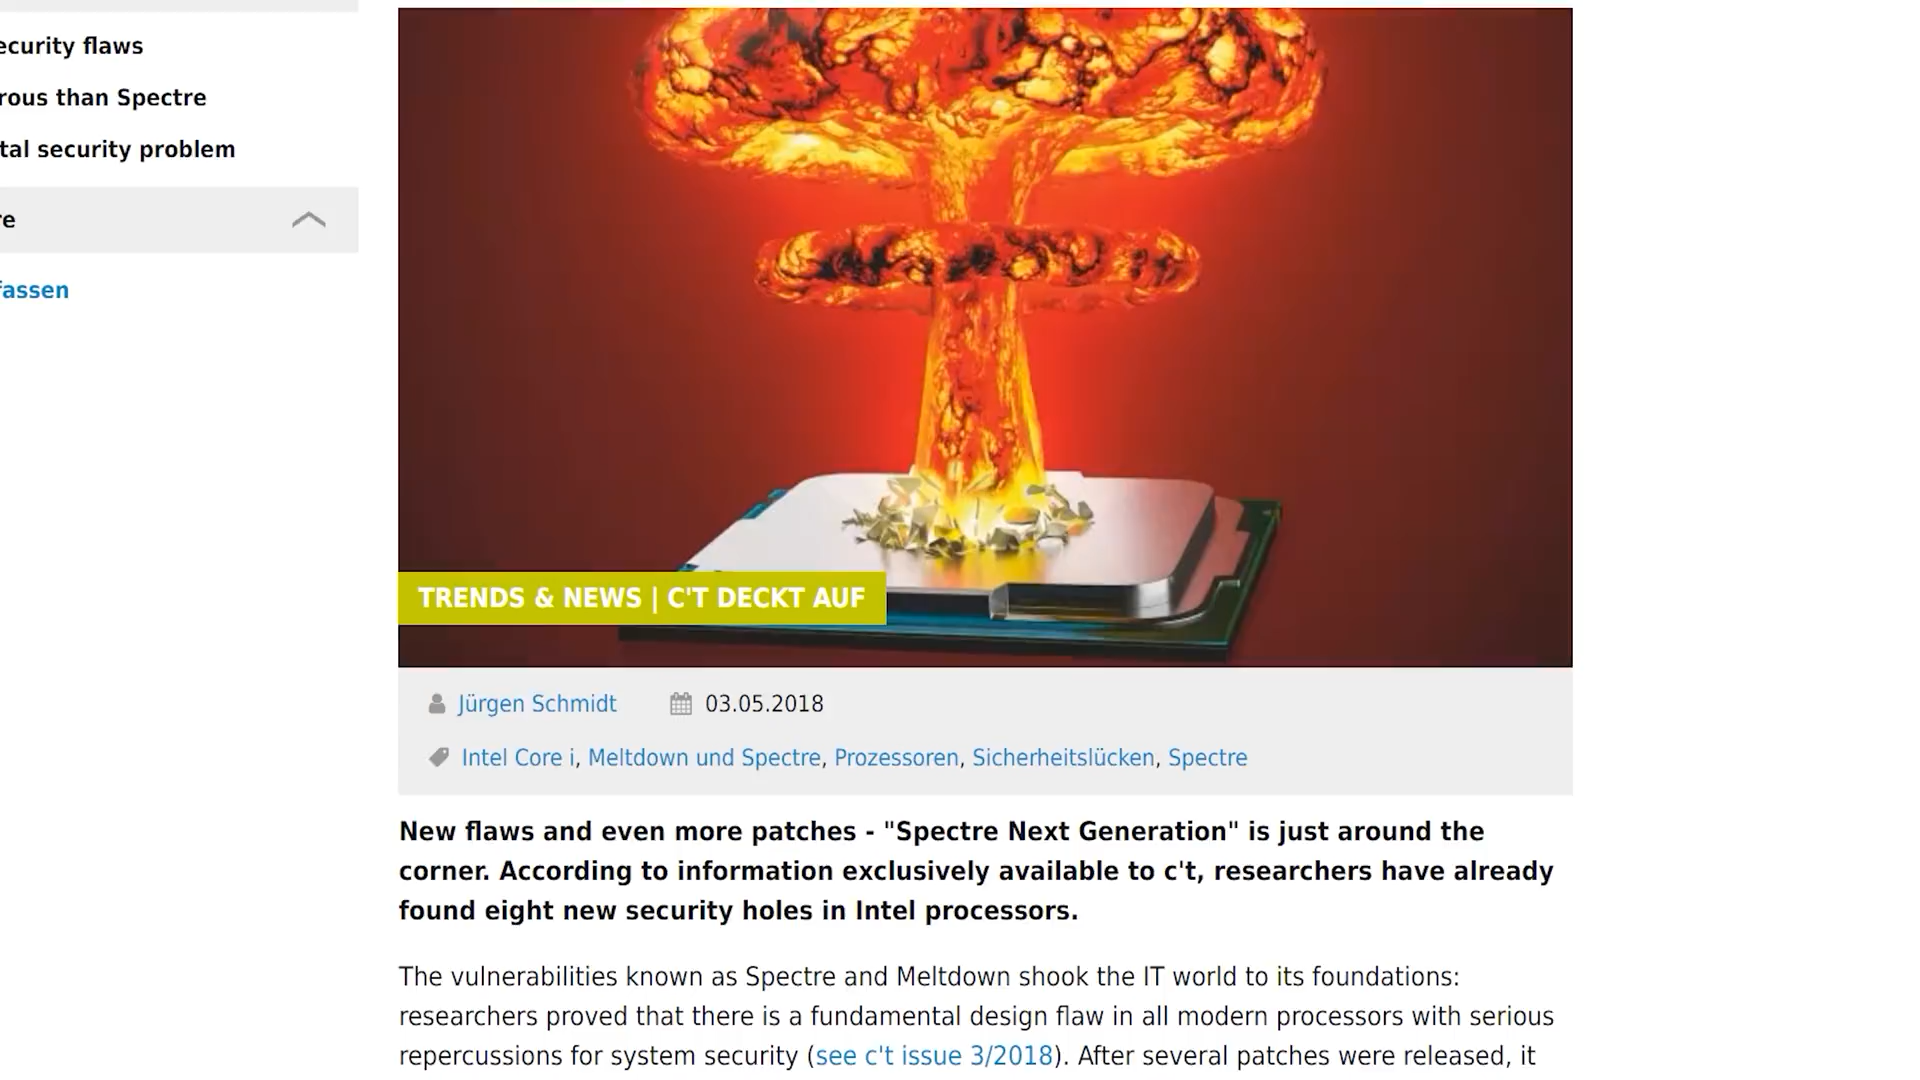 ecurity flaws
rous than Spectre
tal security problem
re
fassen
TRENDS & NEWS | C'T DECKT AUF
Jürgen Schmidt 03.05.2018
Intel Core i, Meltdown und Spectre, Prozessoren, Sicherheitslücken, Spectre
New flaws and even more patches - "Spectre Next Generation" is just around the
corner. According to information exclusively available to c't, researchers have already
found eight new security holes in Intel processors.
The vulnerabilities known as Spectre and Meltdown shook the IT world to its foundations:
researchers proved that there is a fundamental design flaw in all modern processors with serious
repercussions for system security (see c't issue 3/2018). After several patches were released, it